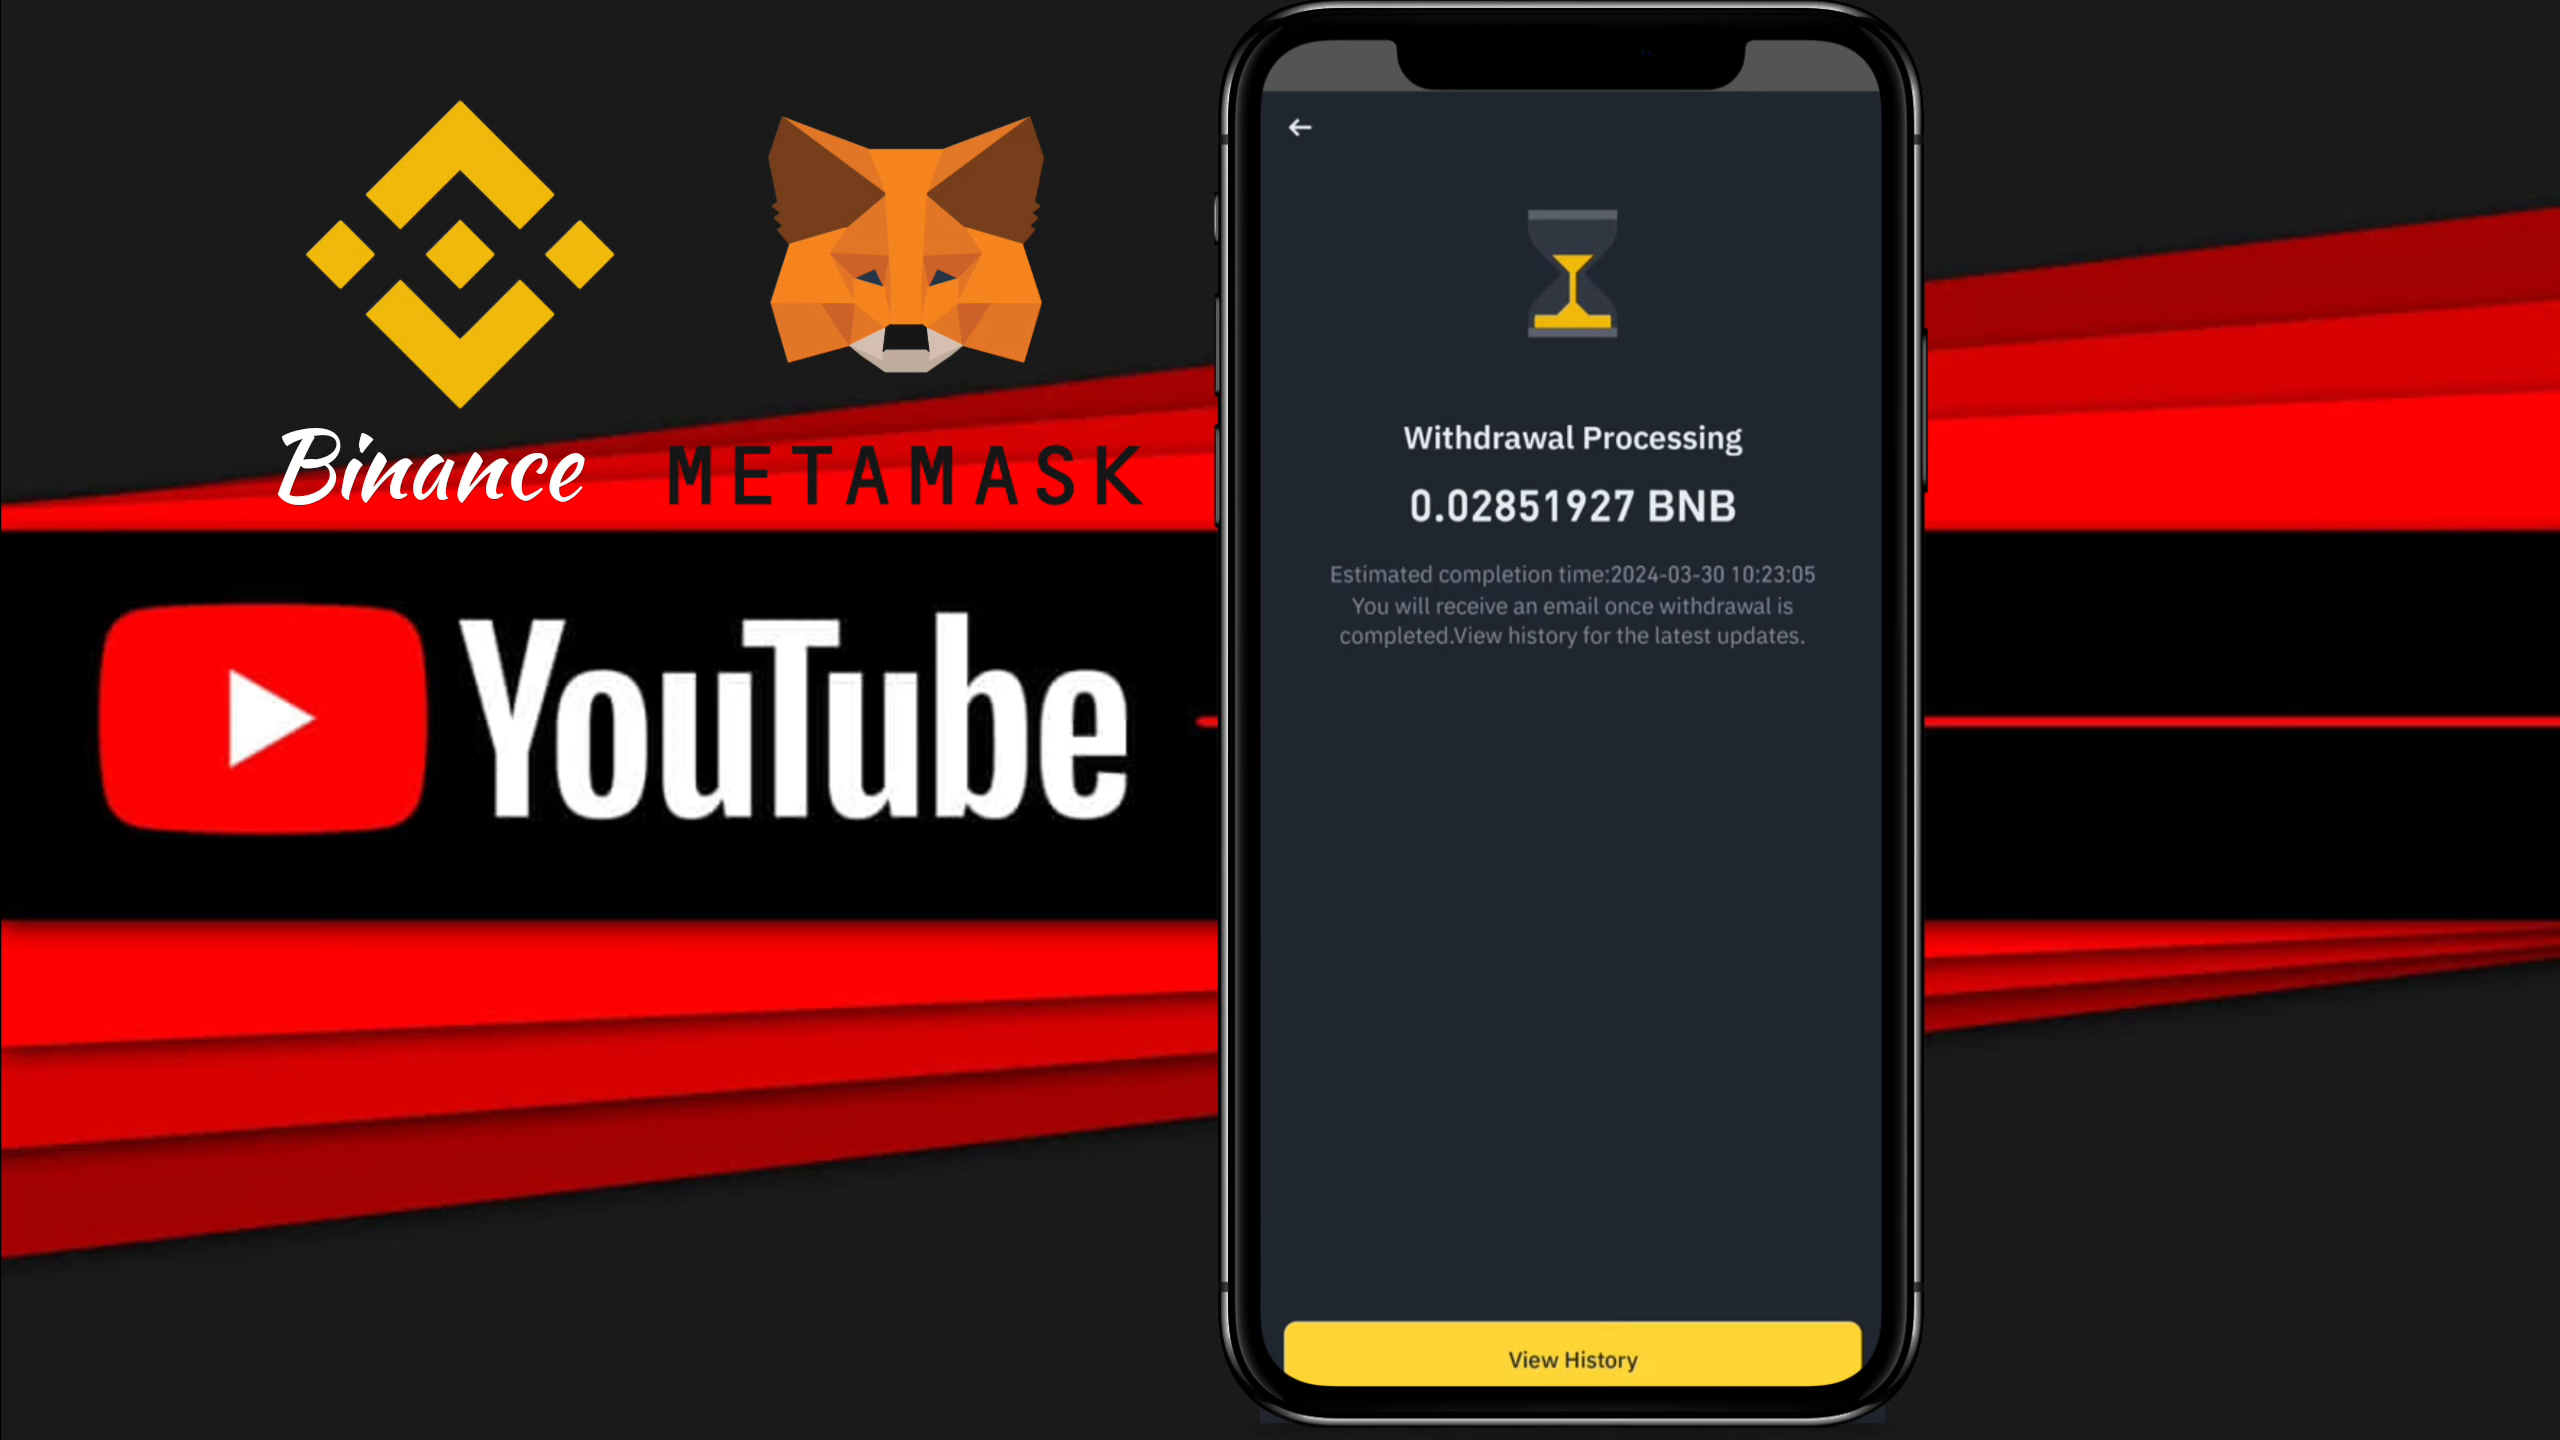 Binance
METAMASK
YouTube
Withdrawal Processing
0.02851927 BNB
Estimated completion time:2024-03-30 10:23:05
You will receive an email once withdrawal is
completed.View history for the latest updates.
View History